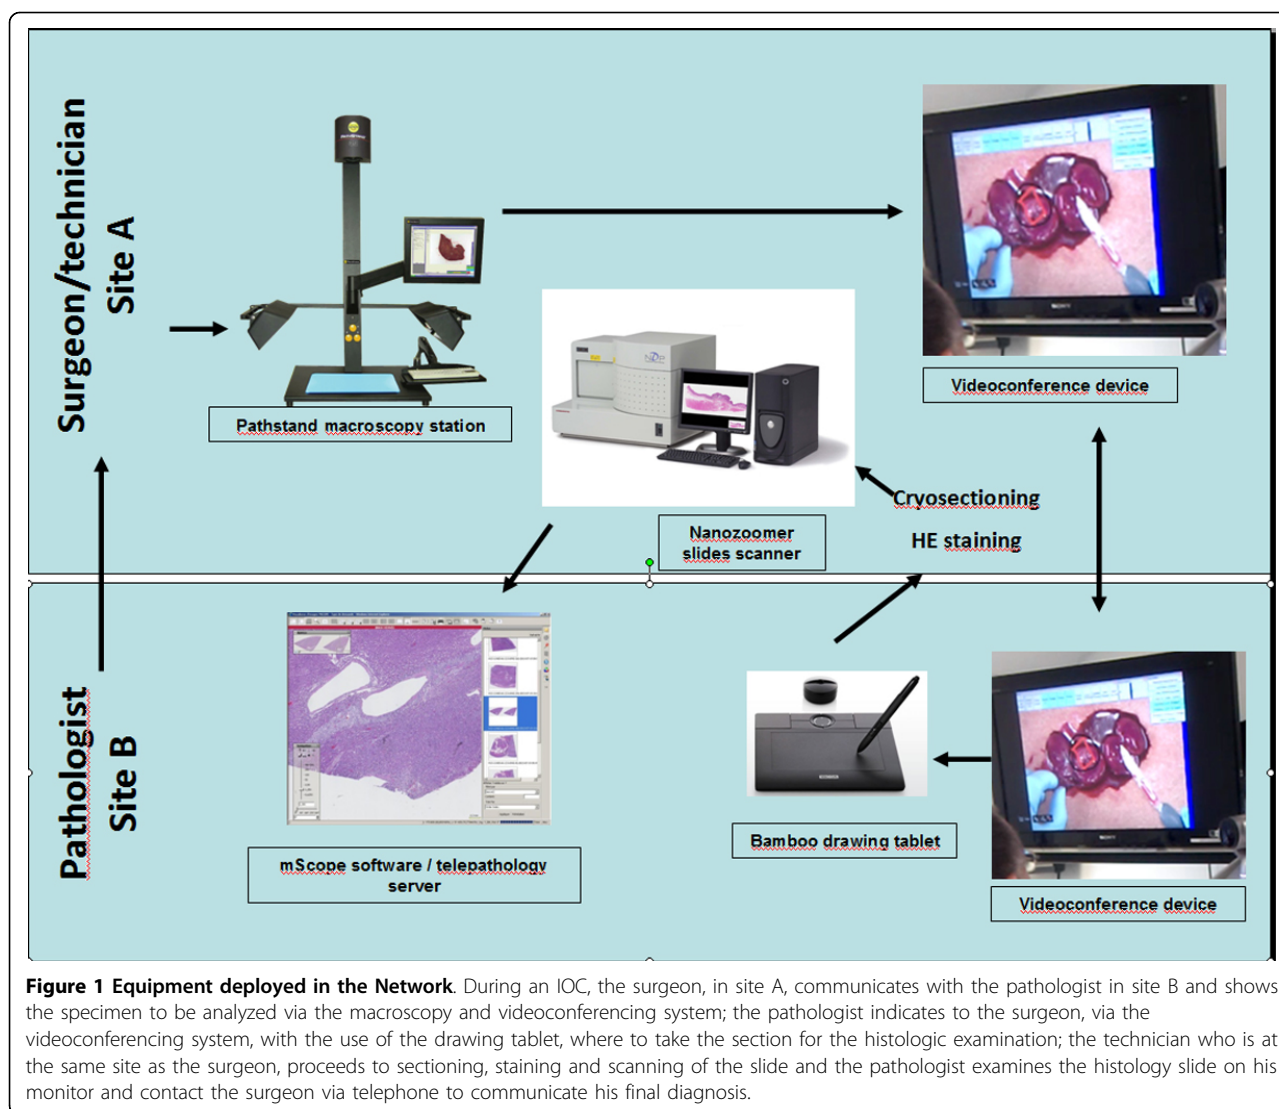 Surgeon/technician
Site A
Pathstand macroscopy station
Videoconference device
NDP
Nanozoomer
slides scanner
Cryosectioning
HE staining
Pathologist
Site B
mScope software / telepathology
server
Bamboo drawing tablet
SONY
Videoconference device
Figure 1 Equipment deployed in the Network. During an IOC, the surgeon, in site A, communicates with the pathologist in site B and shows
the specimen to be analyzed via the macroscopy and videoconferencing system; the pathologist indicates to the surgeon, via the
videoconferencing system, with the use of the drawing tablet, where to take the section for the histologic examination; the technician who is at
the same site as the surgeon, proceeds to sectioning, staining and scanning of the slide and the pathologist examines the histology slide on his
monitor and contact the surgeon via telephone to communicate his final diagnosis.